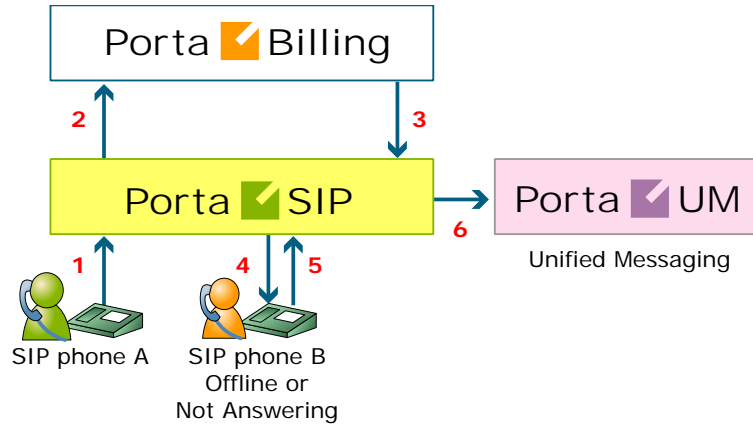 Porta Billing
2
3
Porta SIP
Porta UM
6
1
4
5
Unified Messaging
SIP phone A
SIP phone B
Offline or
Not Answering